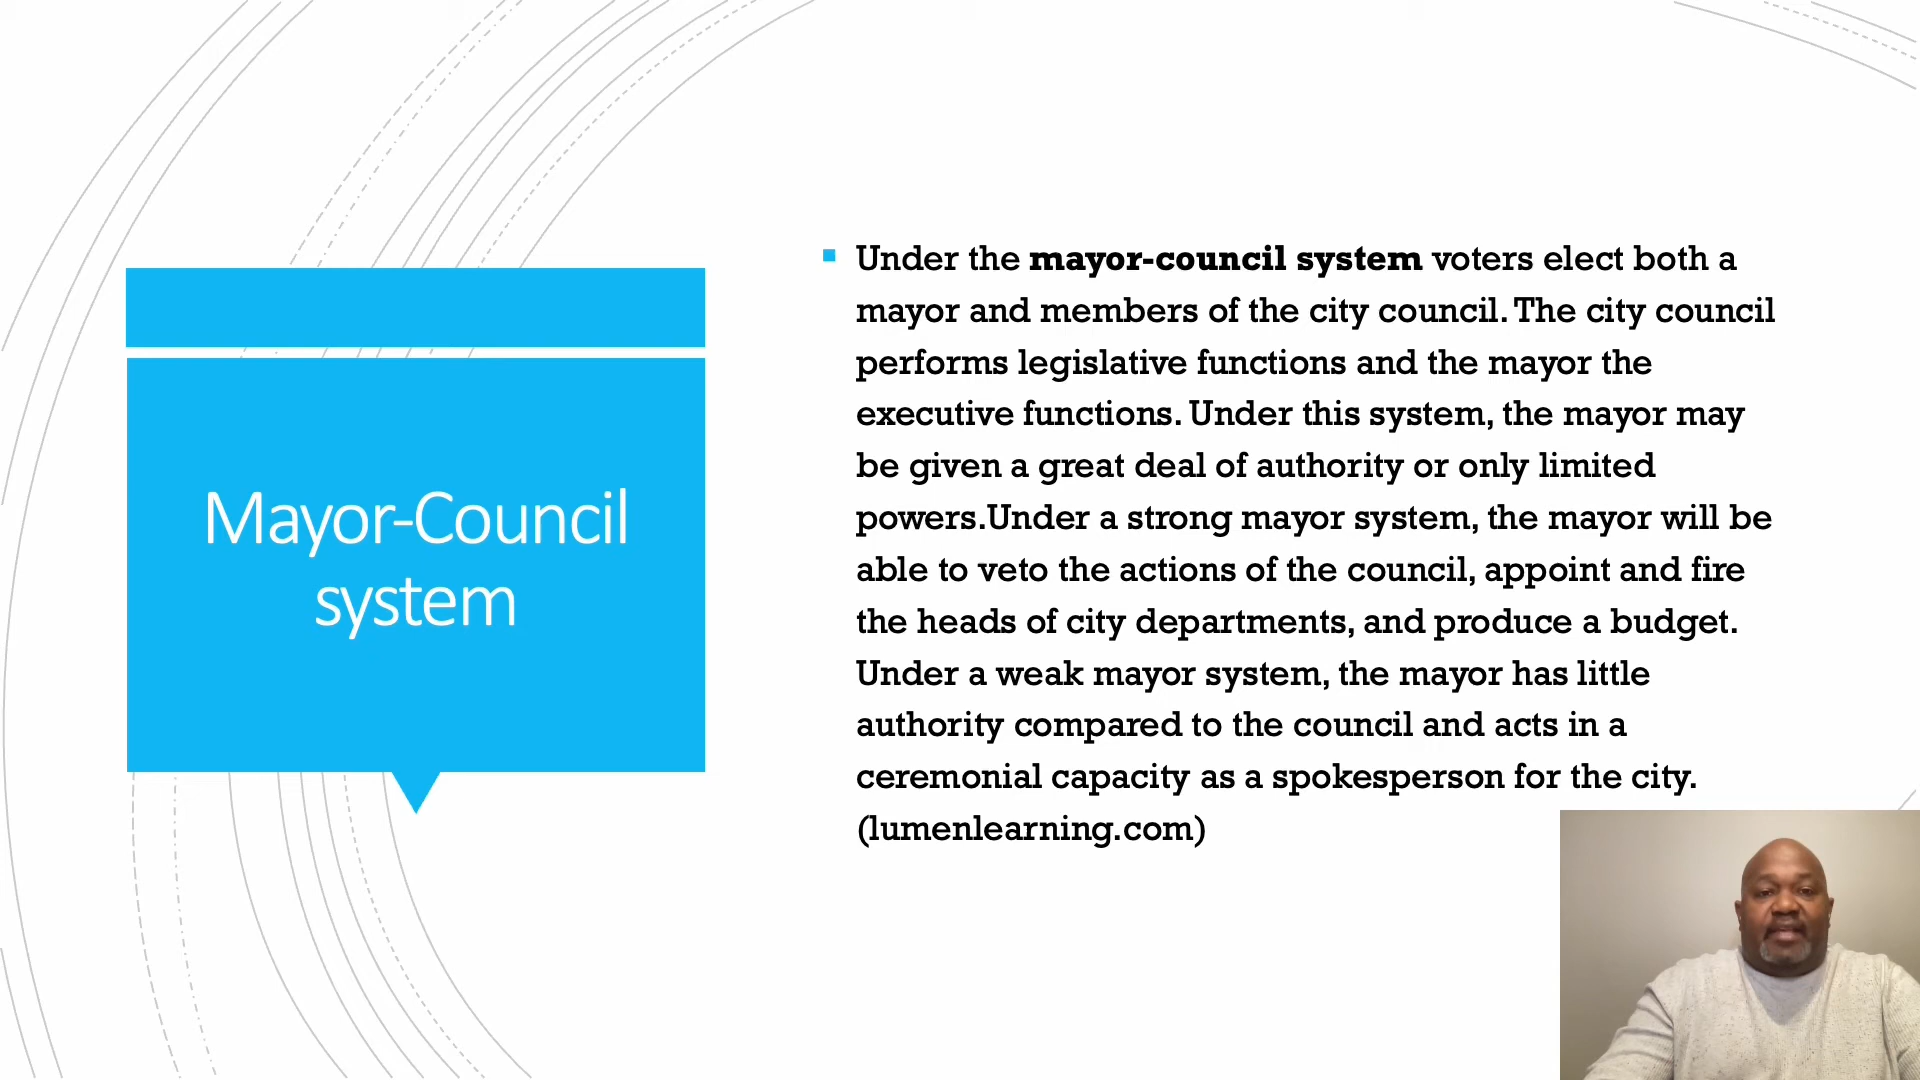 Mayor-Council
system
Under the mayor-council system voters elect both a
mayor and members of the city council. The city council
performs legislative functions and the mayor the
executive functions. Under this system, the mayor may
be given a great deal of authority or only limited
powers.Under a strong mayor system, the mayor will be
able to veto the actions of the council, appoint and fire
the heads of city departments, and produce a budget.
Under a weak mayor system, the mayor has little
authority compared to the council and acts in a
ceremonial capacity as a spokesperson for the city.
(lumenlearning.com)